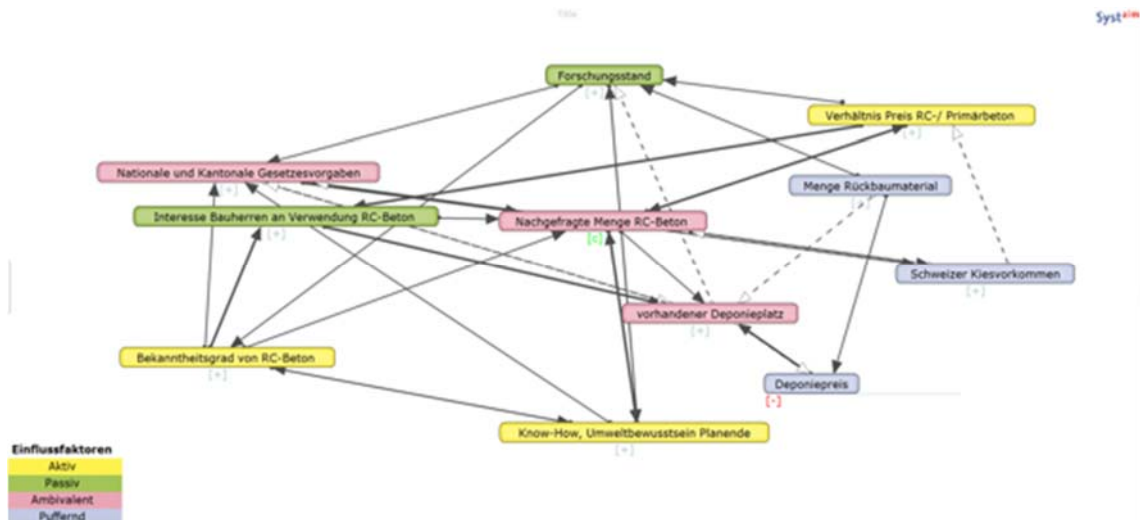 Title
Systaim
Forschungsstand
[+]
Verhältnis Preis RC-/ Primärbeton
[+]
Nationale und Kantonale Gesetzesvorgaben
[+]
Menge Rückbaumaterial
Interesse Bauherren an Verwendung RC-Beton
[+]
Nachgefragte Menge RC-Beton
[c]
Schweizer Kiesvorkommen
[+]
vorhandener Deponieplatz
[+]
Bekanntheitsgrad von RC-Beton
[+]
Deponiepreis
[-]
Know-How, Umweltbewusstsein Planende
[+]
Einflussfaktoren
Aktiv
Passiv
Ambivalent
Puffernd